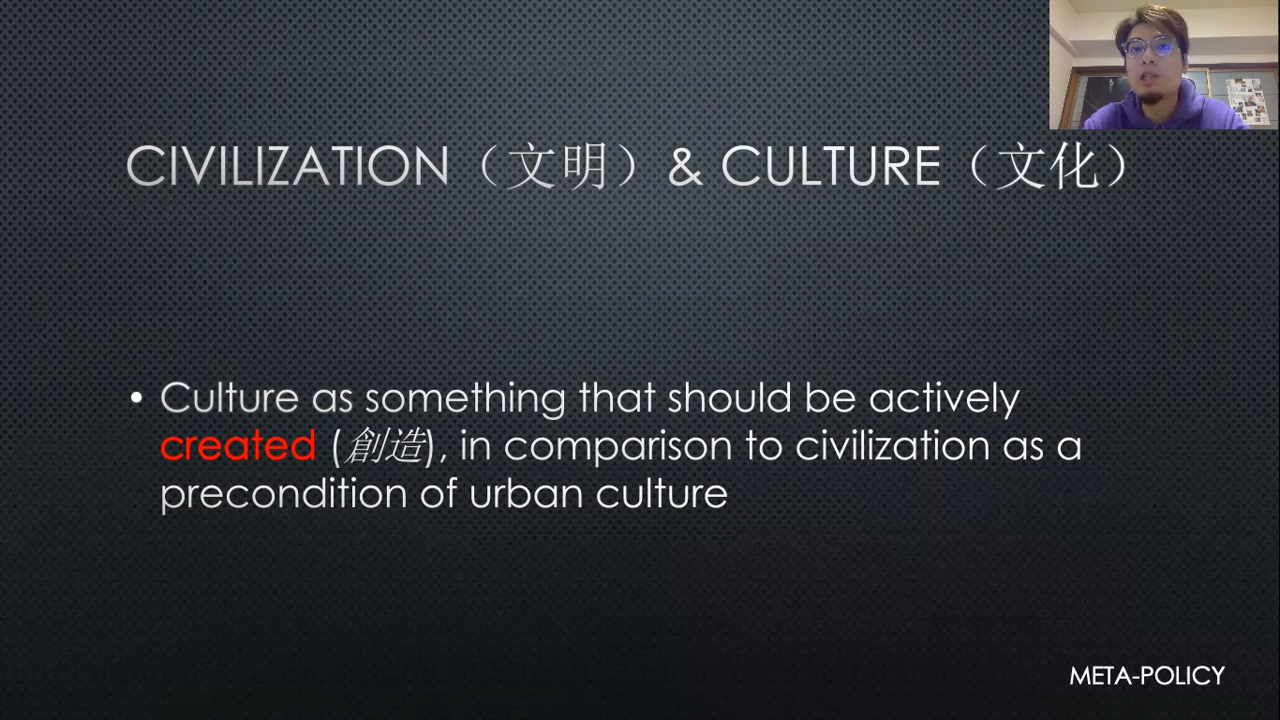 CIVILIZATION（文明）& CULTURE（文化）
• Culture as something that should be actively
created (創造), in comparison to civilization as a
precondition of urban culture
META-POLICY